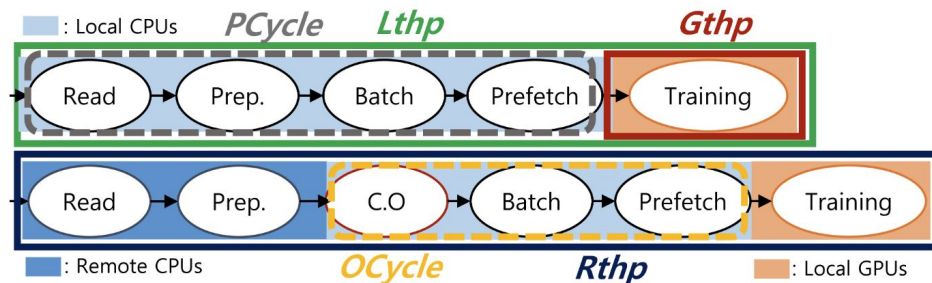 : Local CPUs PCycle Lthp Gthp
Read Prep. Batch Prefetch Training
Read Prep. C.O Batch Prefetch Training
: Remote CPUs OCycle Rthp : Local GPUs